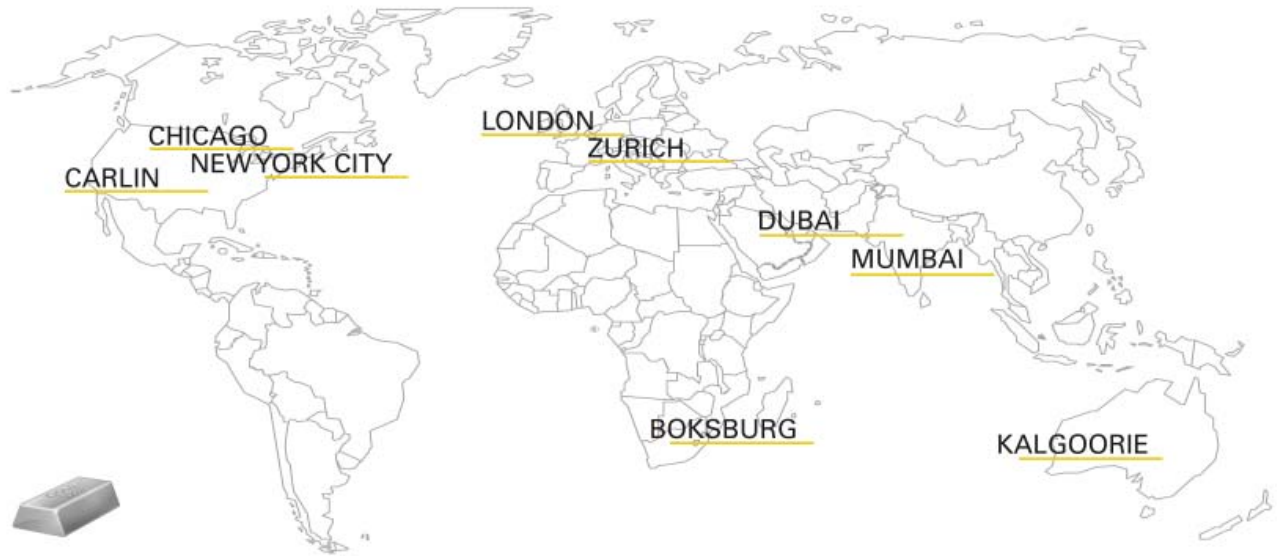 LONDON
CHICAGO
ZURICH
NEW YORK CITY
CARLIN
DUBAI
MUMBAI
BOKSBURG
KALGOORIE